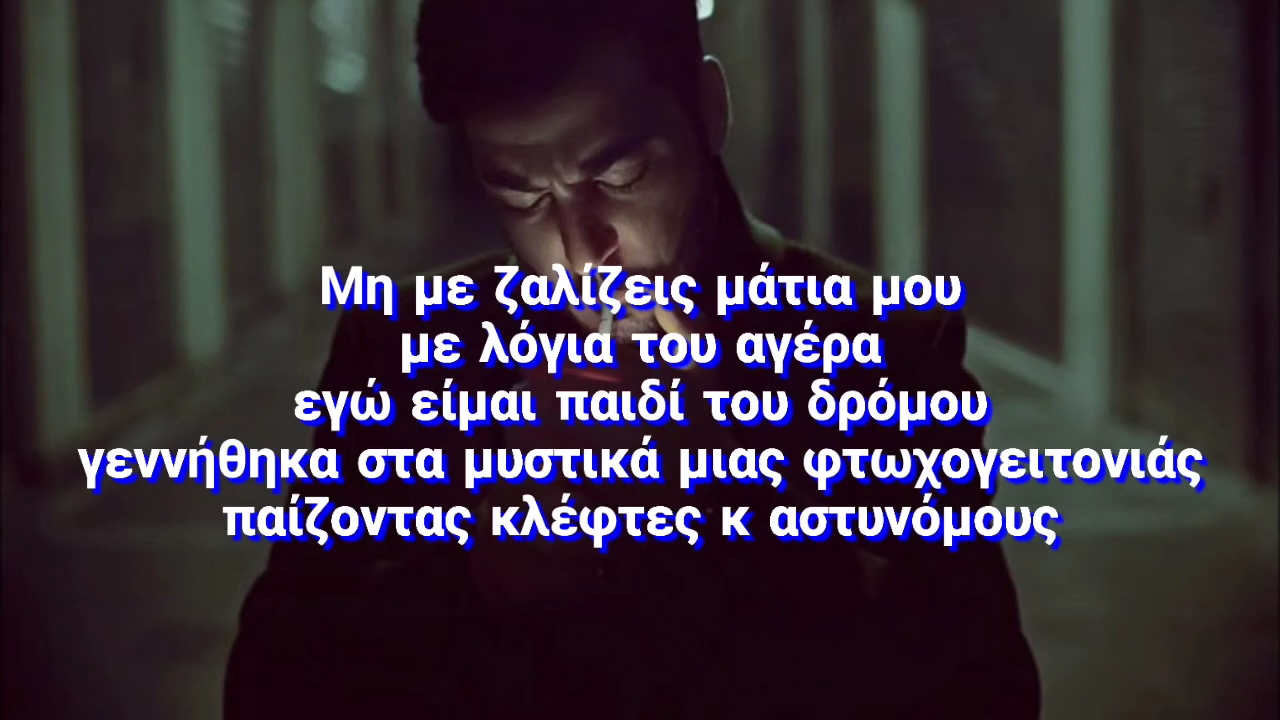 Μη με ζαλίζεις μάτια μου
με λόγια του αγέρα
εγώ είμαι παιδί του δρόμου
γεννήθηκα στα μυστικά μιας φτωχογειτονιάς
παίζοντας κλέφτες κ αστυνόμους